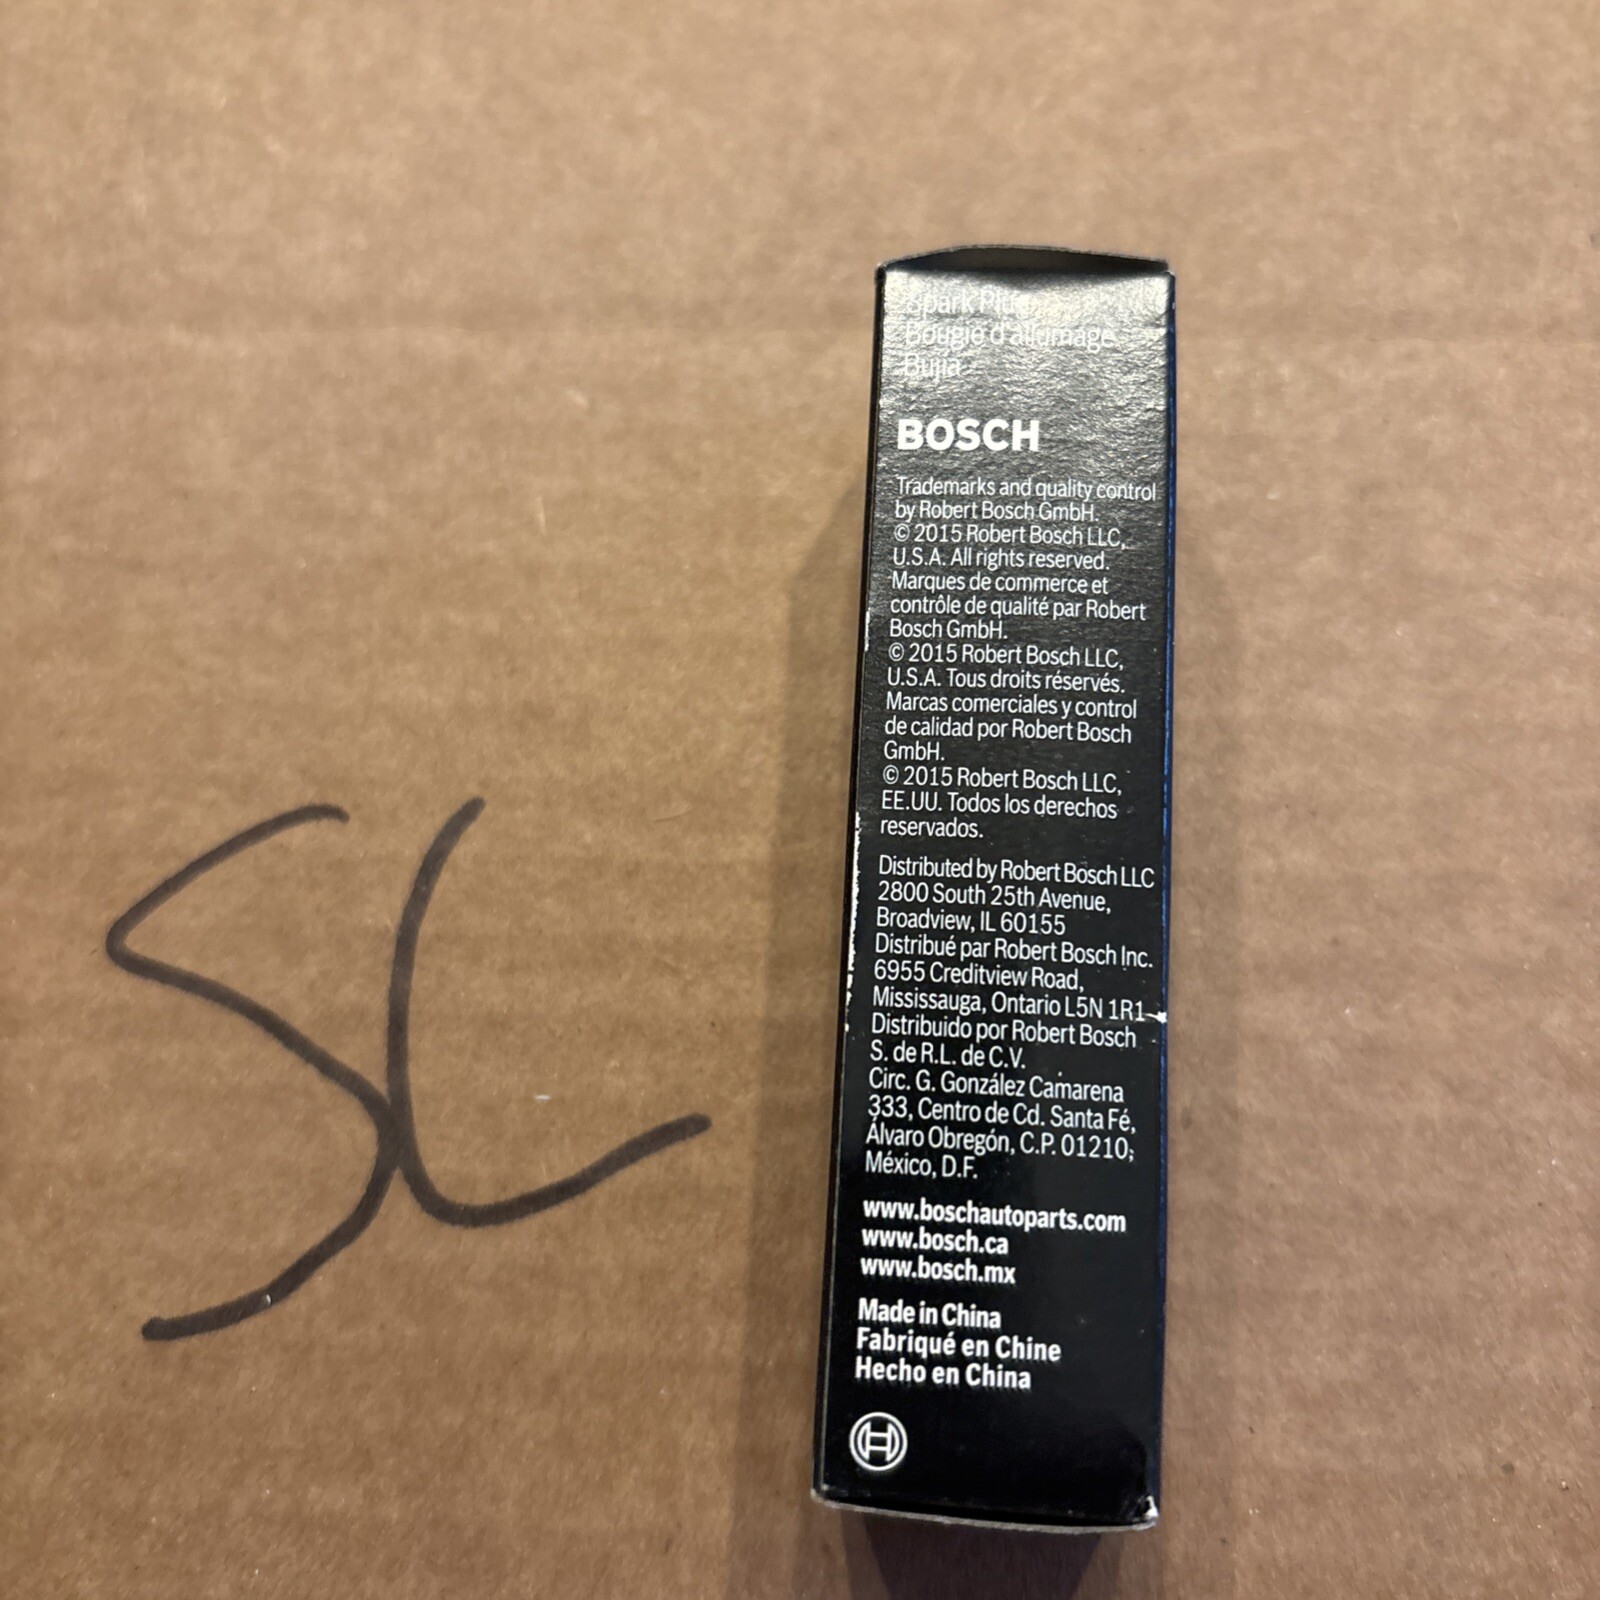 SL
Spark Plug
Bougie d'allumage
Bujía
BOSCH
Trademarks and quality control
by Robert Bosch GmbH.
© 2015 Robert Bosch LLC,
U.S.A. All rights reserved.
Marques de commerce et
contrôle de qualité par Robert
Bosch GmbH.
© 2015 Robert Bosch LLC,
U.S.A. Tous droits réservés.
Marcas comerciales y control
de calidad por Robert Bosch
GmbH.
© 2015 Robert Bosch LLC,
EE.UU. Todos los derechos
reservados.
Distributed by Robert Bosch LLC
2800 South 25th Avenue,
Broadview, IL 60155
Distribué par Robert Bosch Inc.
6955 Creditview Road,
Mississauga, Ontario L5N 1R1
Distribuido por Robert Bosch
S. de R.L. de C.V.
Circ. G. González Camarena
333, Centro de Cd. Santa Fé,
Álvaro Obregón, C.P. 01210;
México, D.F.
www.boschautoparts.com
www.bosch.ca
www.bosch.mx
Made in China
Fabriqué en Chine
Hecho en China